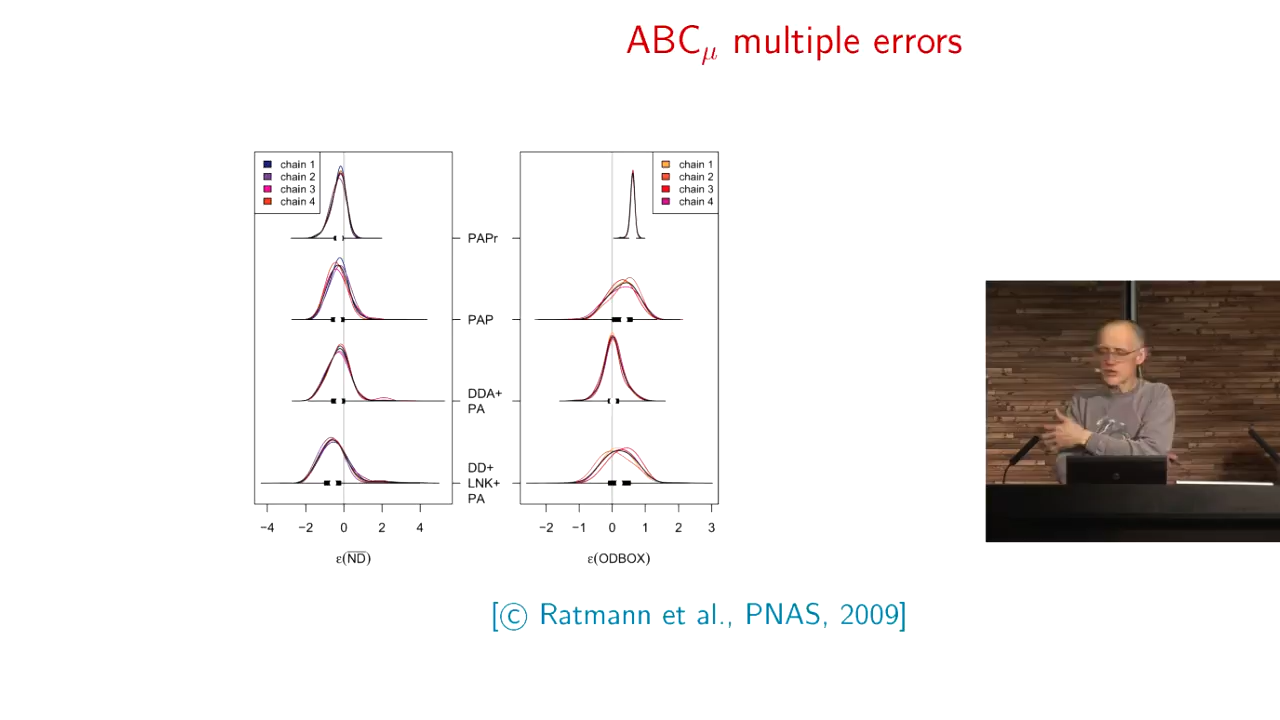 ABCμ multiple errors
chain 1
chain 2
chain 3
chain 4
chain 1
chain 2
chain 3
chain 4
PAPr
PAP
DDA+
PA
DD+
LNK+
PA
−4 −2 0 2 4
−2 −1 0 1 2 3
ε(N̅D̅)
ε(ODBOX)
[© Ratmann et al., PNAS, 2009]